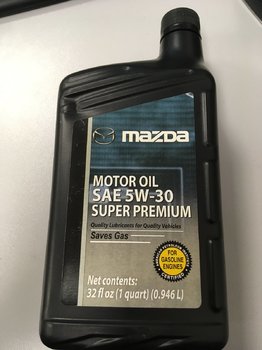 mazda
MOTOR OIL
SAE 5W-30
SUPER PREMIUM
Quality Lubricants for Quality Vehicles
Saves Gas
FOR
GASOLINE
ENGINES
CERTIFIED
Net contents:
32 fl oz (1 quart) (0.946 L)